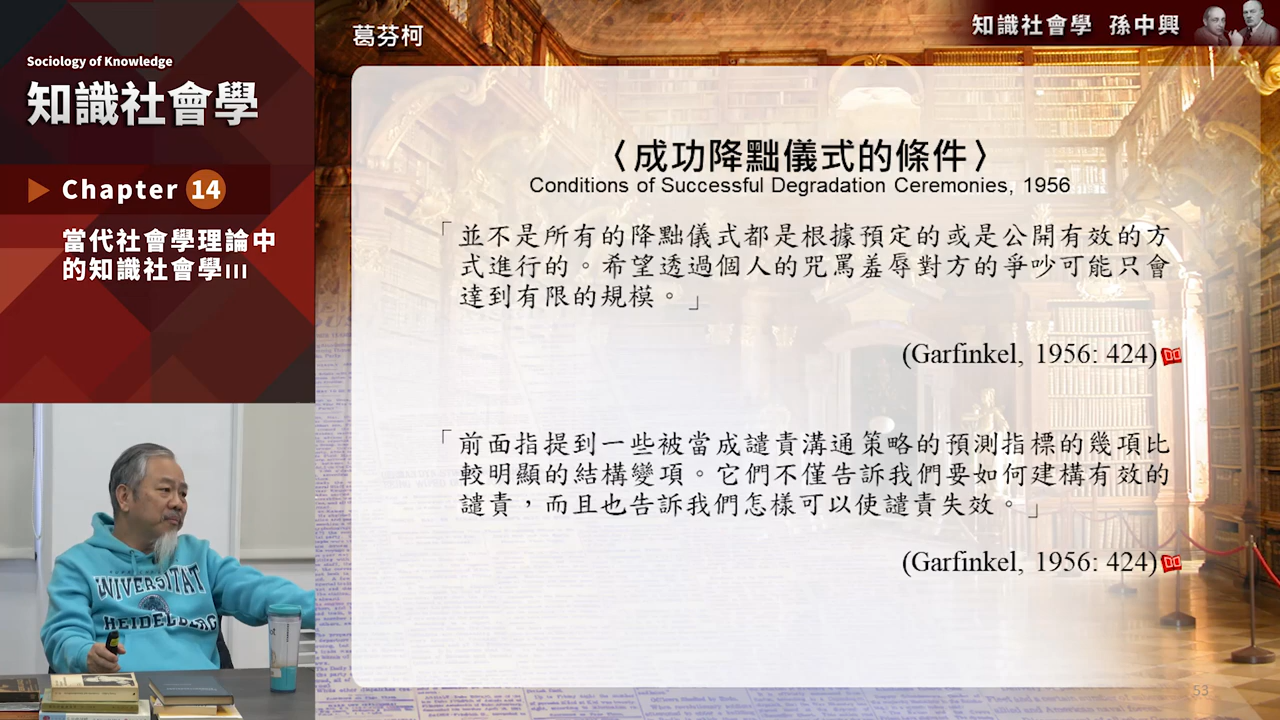 Sociology of Knowledge
知識社會學
Chapter 14
當代社會學理論中
的知識社會學III
葛芬柯
知識社會學 孫中興
〈成功降黜儀式的條件〉
Conditions of Successful Degradation Ceremonies, 1956
「並不是所有的降黜儀式都是根據預定的或是公開有效的方
式進行的。希望透過個人的咒罵羞辱對方的爭吵可能只會
達到有限的規模。」
(Garfinkel, 1956: 424)
「前面指提到一些被當成譴責溝通策略的預測指標的幾項比
較明顯的結構變項。它們不僅告訴我們要如何建構有效的
譴責，而且也告訴我們怎樣可以使譴責失效。」
(Garfinkel, 1956: 424)
UNIVERSITAT
HEIDELBERG
53